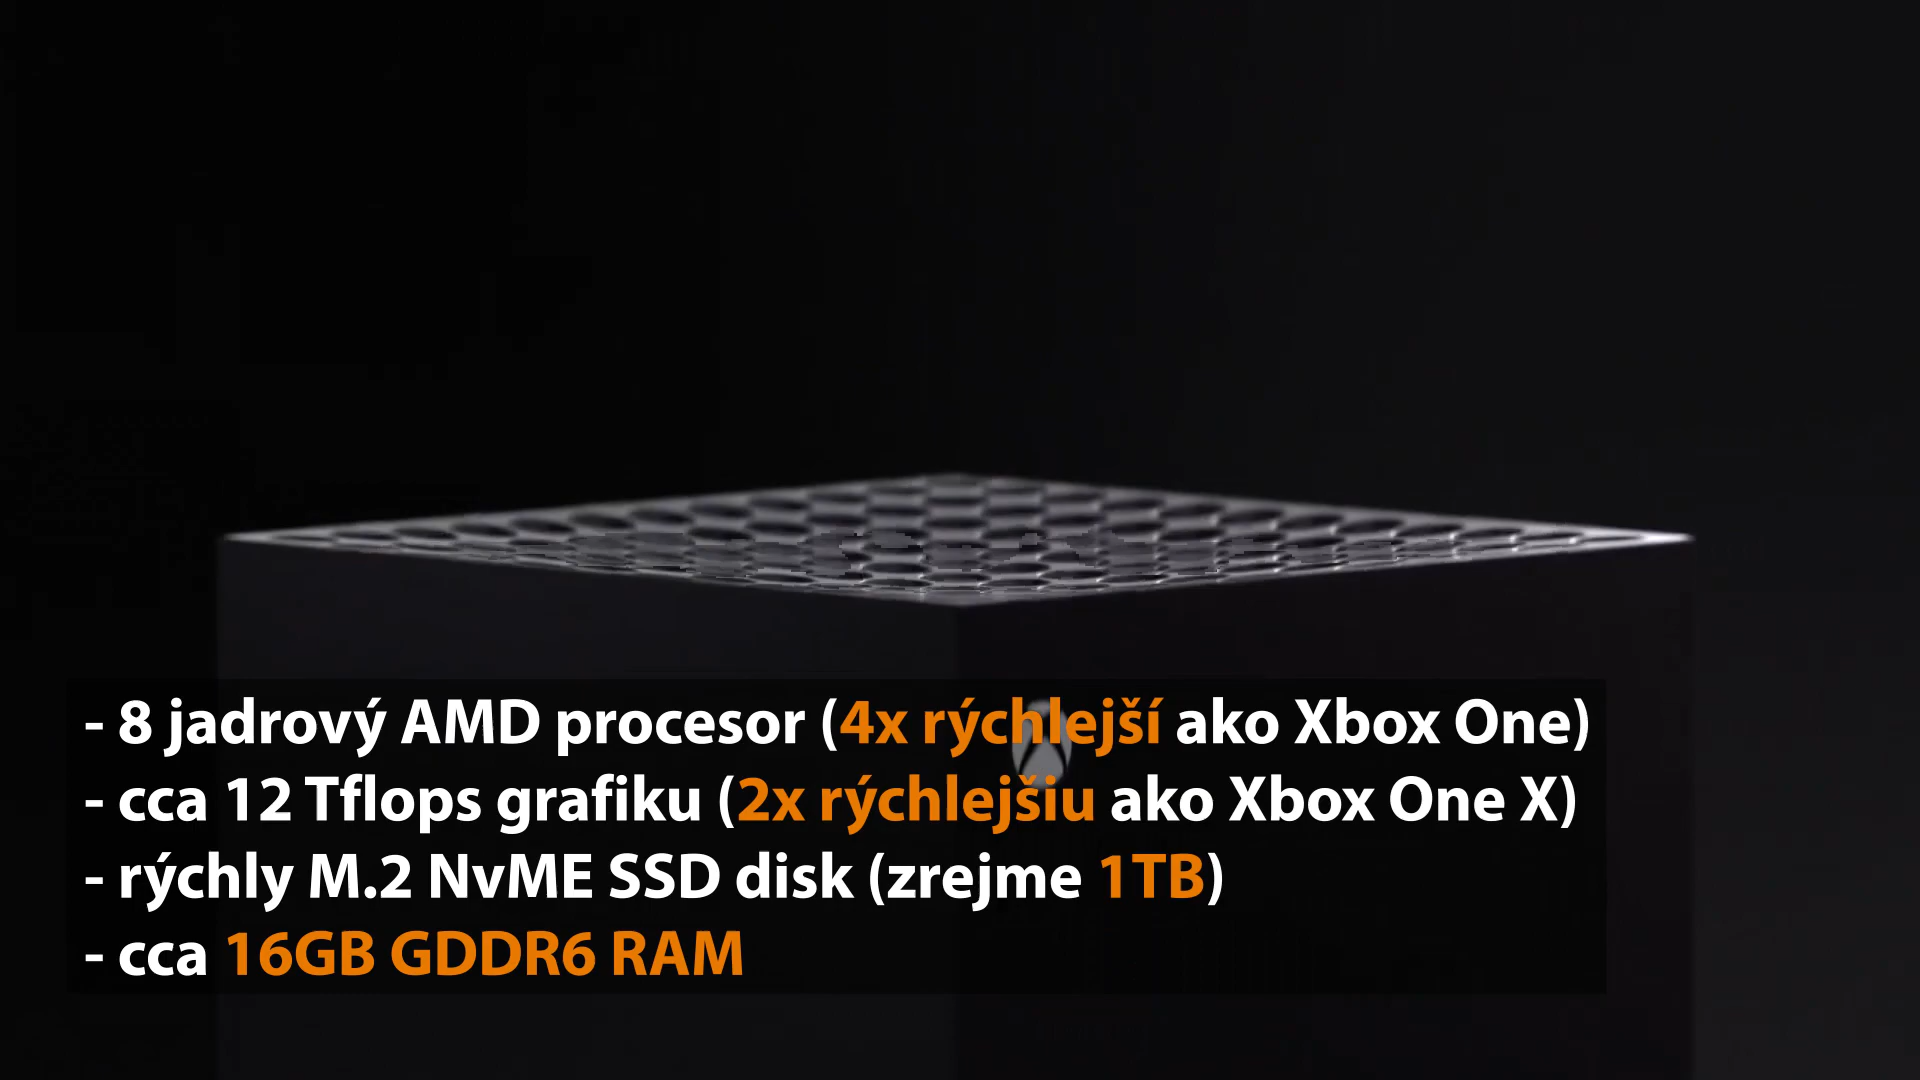 - 8 jadrový AMD procesor (4x rýchlejší ako Xbox One)
- cca 12 Tflops grafiku (2x rýchlejšiu ako Xbox One X)
- rýchly M.2 NvME SSD disk (zrejme 1TB)
- cca 16GB GDDR6 RAM